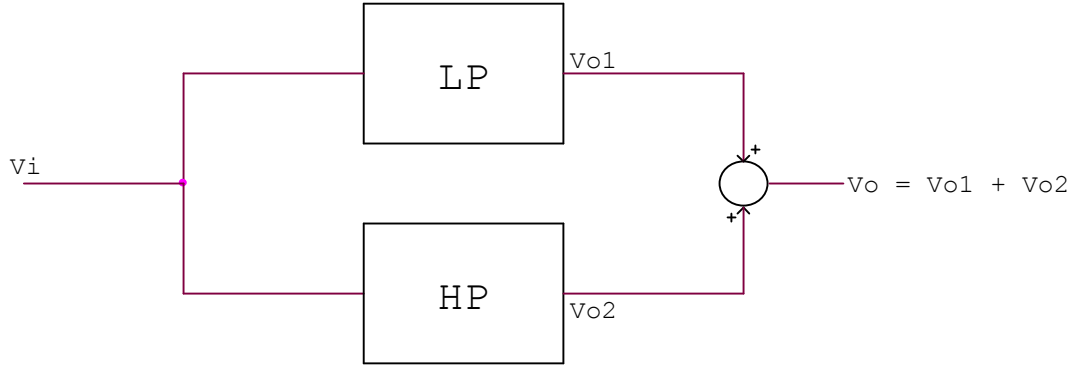 LP
Vo1
Vi
+
Vo = Vo1 + Vo2
+
HP
Vo2